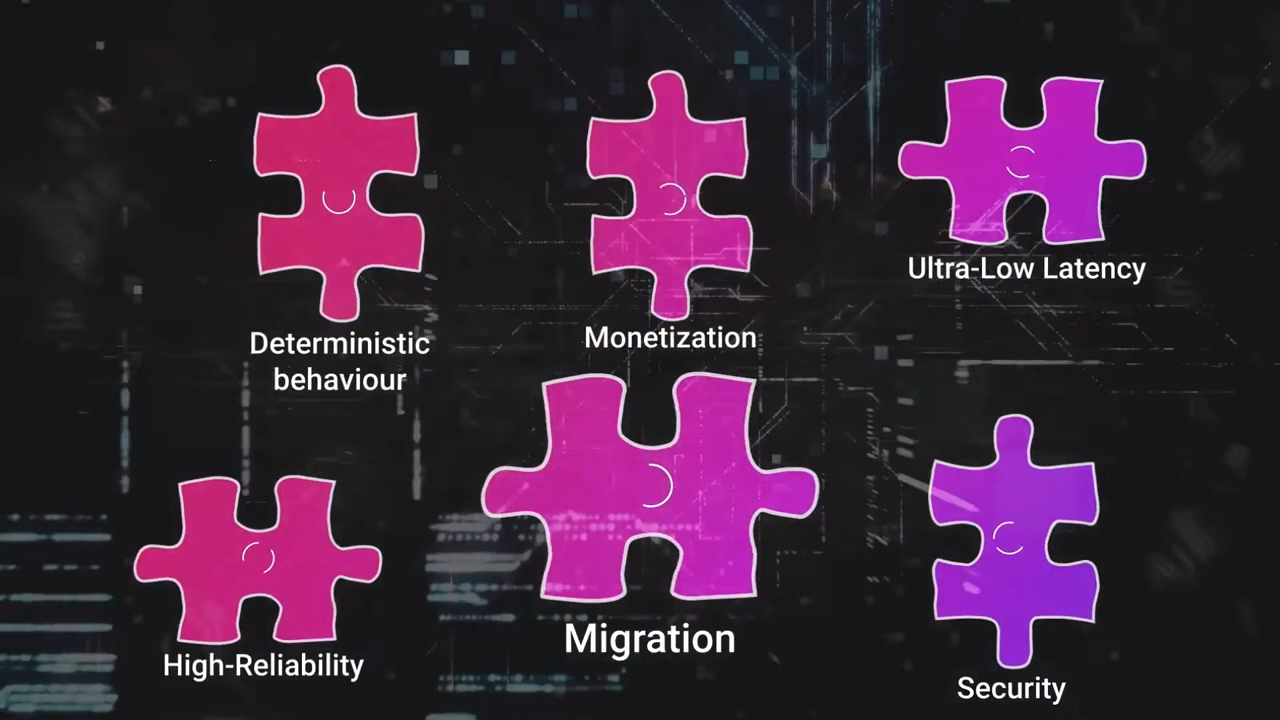 Deterministic
behaviour
Monetization
Ultra-Low Latency
High-Reliability
Migration
Security